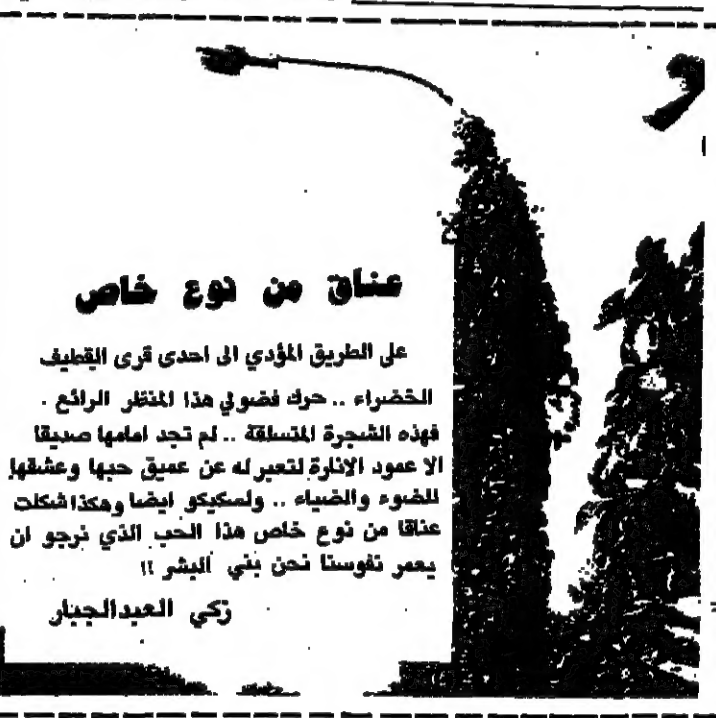 عناق من نوع خاص
على الطريق المؤدي الى احدى قرى القطيف
الخضراء .. حرك فضولي هذا المنظر الرائع .
فهذه الشجرة المتسلقة .. لم تجد امامها صديقا
الا عمود الانارة لتعبر له عن عميق حبها وعشقها
للضوء والضياء .. ولسكيكو ايضا وهكذا شكلت
عناقا من نوع خاص هذا الحب الذي نرجو ان
يعمر نفوسنا نحن بني البشر !!
زكي العبدالجبار